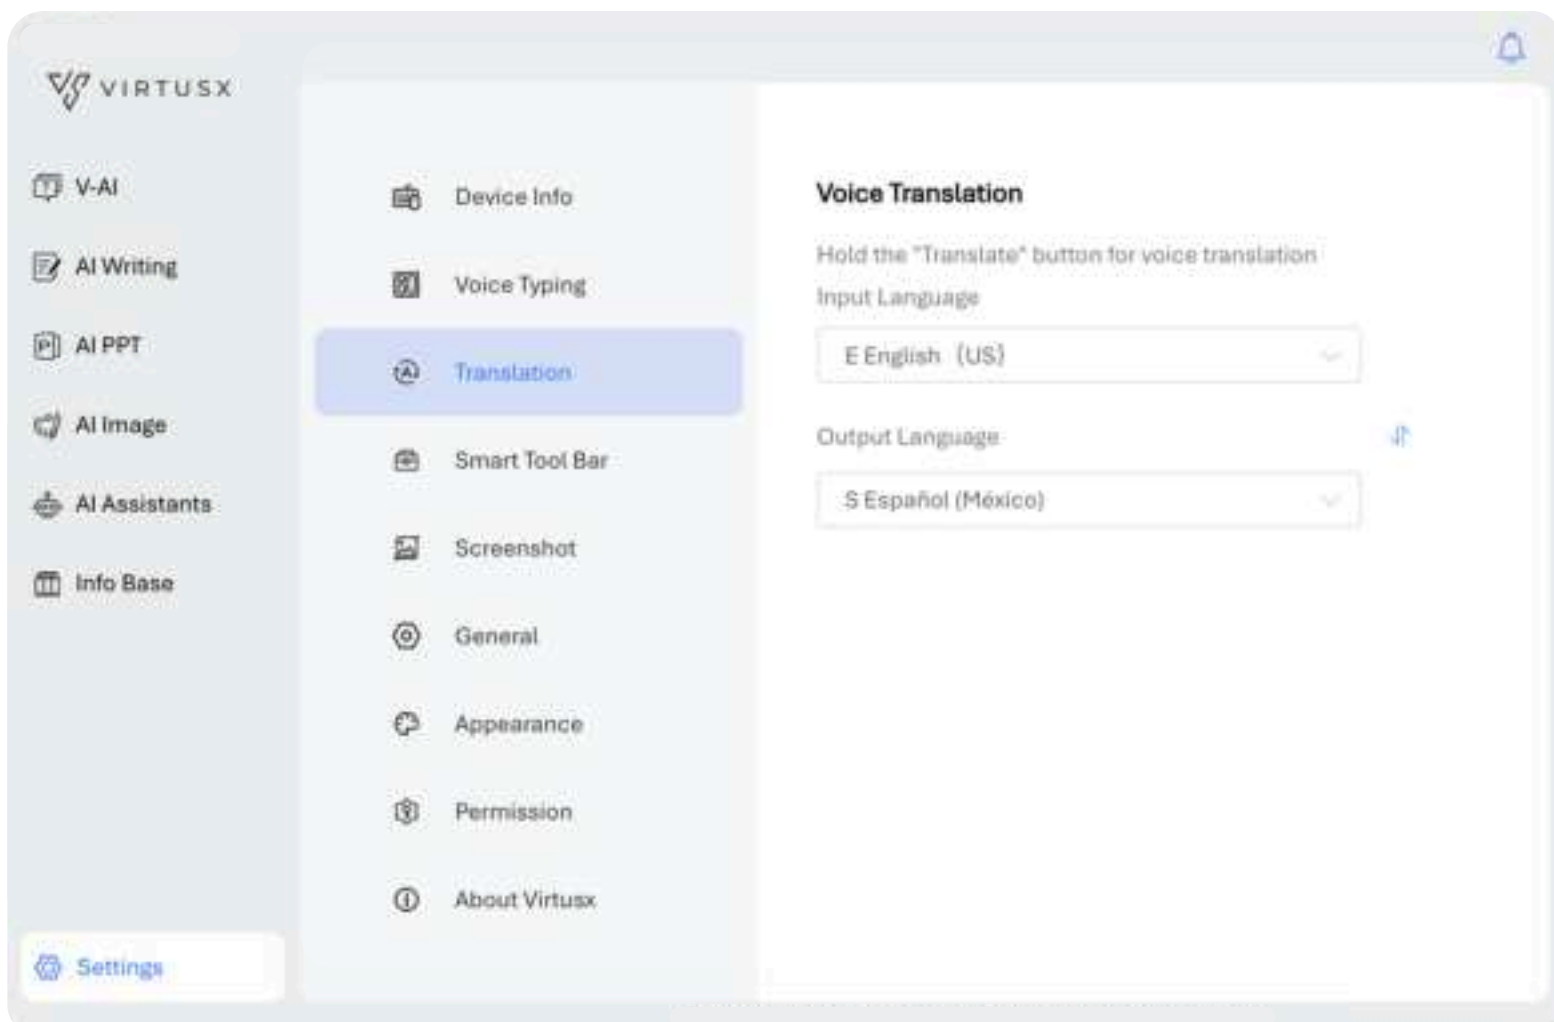 VIRTUSX
V-AI
AI Writing
AI PPT
AI Image
AI Assistants
Info Base
Settings
Device Info
Voice Typing
Translation
Smart Tool Bar
Screenshot
General
Appearance
Permission
About Virtusx
Voice Translation
Hold the "Translate" button for voice translation
Input Language
E English（US）
Output Language
S Español (México)